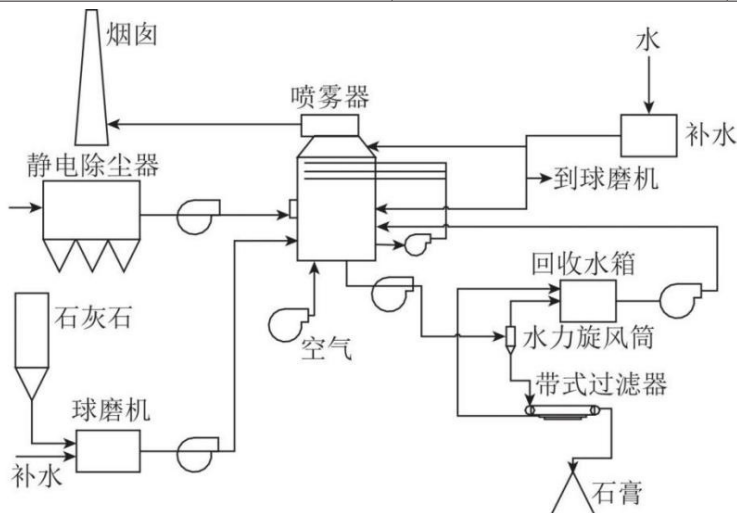 烟囱
水
喷雾器
补水
静电除尘器
到球磨机
回收水箱
石灰石
水力旋风筒
空气
带式过滤器
球磨机
补水
石膏